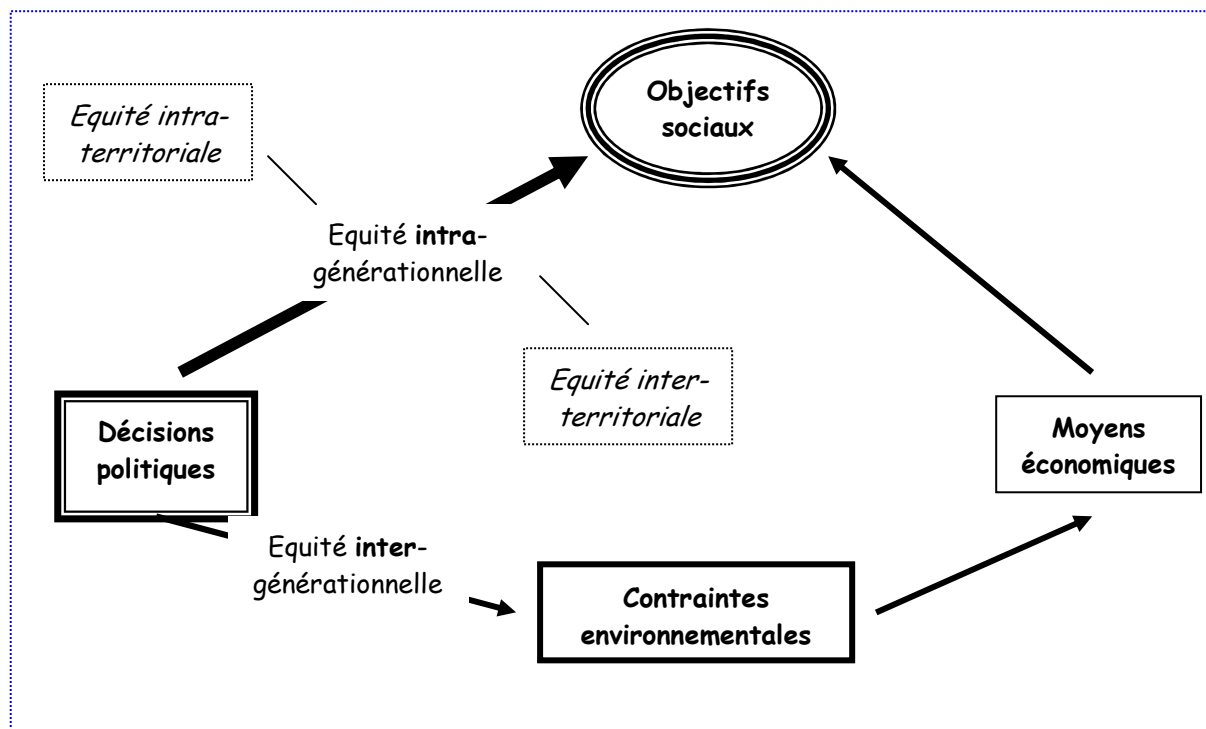 Objectifs
sociaux
Equité intra-
territoriale
Equité intra-
générationnelle
Equité inter-
territoriale
Décisions
politiques
Moyens
économiques
Equité inter-
générationnelle
Contraintes
environnementales